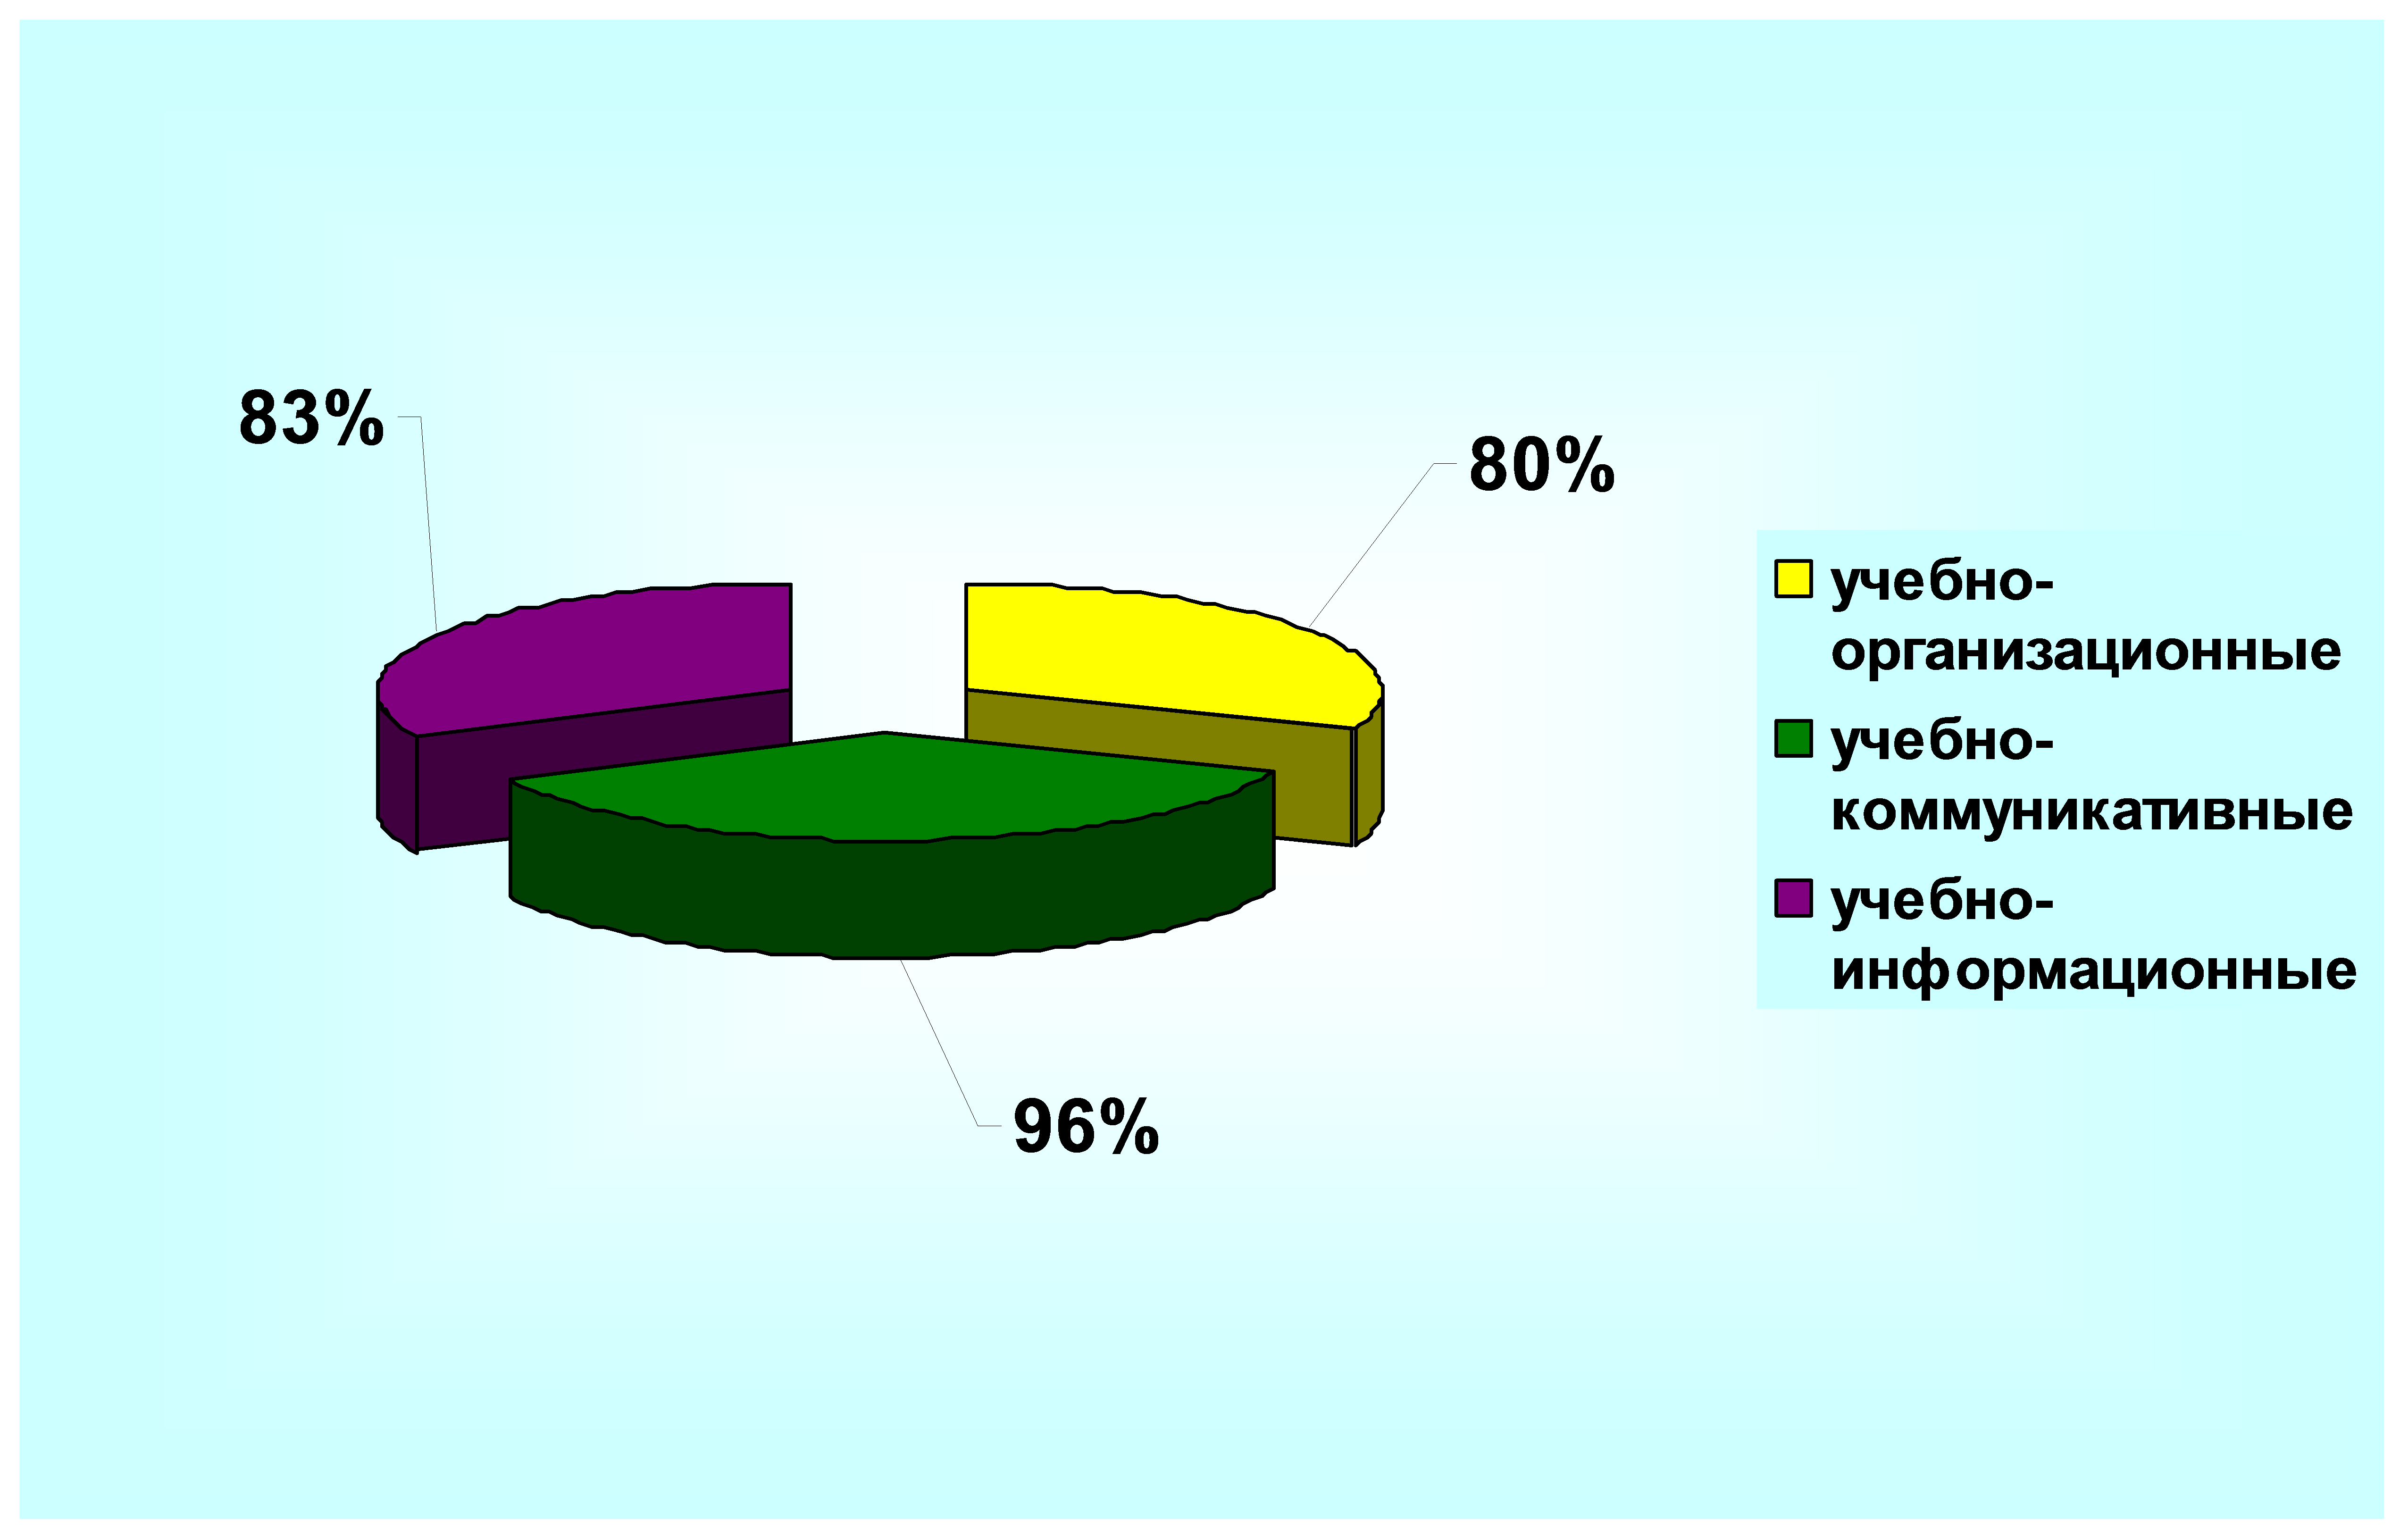 83%
80%
96%
учебно-
организационные
учебно-
коммуникативные
учебно-
информационные